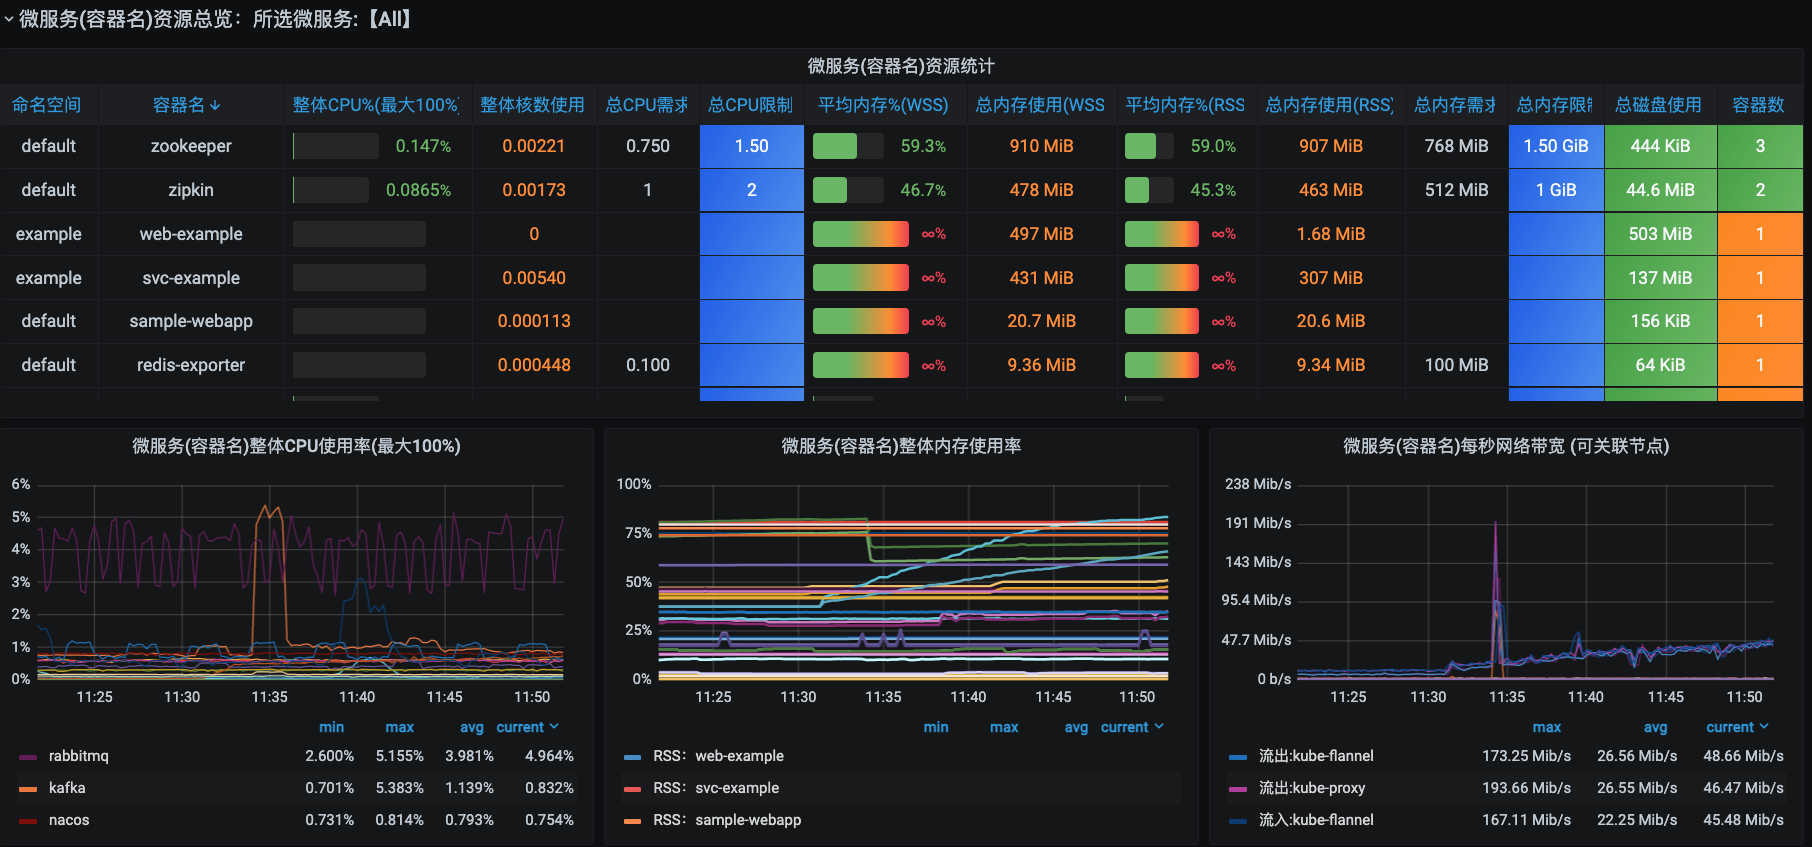 微服务(容器名)资源总览：所选微服务:【All】
微服务(容器名)资源统计
命名空间 容器名 整体CPU%(最大100%) 整体核数使用 总CPU需求 总CPU限制 平均内存%(WSS) 总内存使用(WSS 平均内存%(RSS 总内存使用(RSS) 总内存需求 总内存限制 总磁盘使用 容器数
default zookeeper 0.147% 0.00221 0.750 1.50 59.3% 910 MiB 59.0% 907 MiB 768 MiB 1.50 GiB 444 KiB 3
default zipkin 0.0865% 0.00173 1 2 46.7% 478 MiB 45.3% 463 MiB 512 MiB 1 GiB 44.6 MiB 2
example web-example 0 ∞% 497 MiB ∞% 1.68 MiB 503 MiB 1
example svc-example 0.00540 ∞% 431 MiB ∞% 307 MiB 137 MiB 1
default sample-webapp 0.000113 ∞% 20.7 MiB ∞% 20.6 MiB 156 KiB 1
default redis-exporter 0.100 0.000448 ∞% 9.36 MiB ∞% 9.34 MiB 100 MiB 64 KiB 1
微服务(容器名)整体CPU使用率(最大100%)
6%
5%
4%
3%
2%
1%
0%
11:25 11:30 11:35 11:40 11:45 11:50
min max avg current
rabbitmq 2.600% 5.155% 3.981% 4.964%
kafka 0.701% 5.383% 1.139% 0.832%
nacos 0.731% 0.814% 0.793% 0.754%
微服务(容器名)整体内存使用率
100%
75%
50%
25%
0%
11:25 11:30 11:35 11:40 11:45 11:50
min max avg current
RSS：web-example
RSS：svc-example
RSS：sample-webapp
微服务(容器名)每秒网络带宽 (可关联节点)
238 Mib/s
191 Mib/s
143 Mib/s
95.4 Mib/s
47.7 Mib/s
0 b/s
11:25 11:30 11:35 11:40 11:45 11:50
max avg current
流出:kube-flannel 173.25 Mib/s 26.56 Mib/s 48.66 Mib/s
流出:kube-proxy 193.66 Mib/s 26.55 Mib/s 46.47 Mib/s
流入:kube-flannel 167.11 Mib/s 22.25 Mib/s 45.48 Mib/s